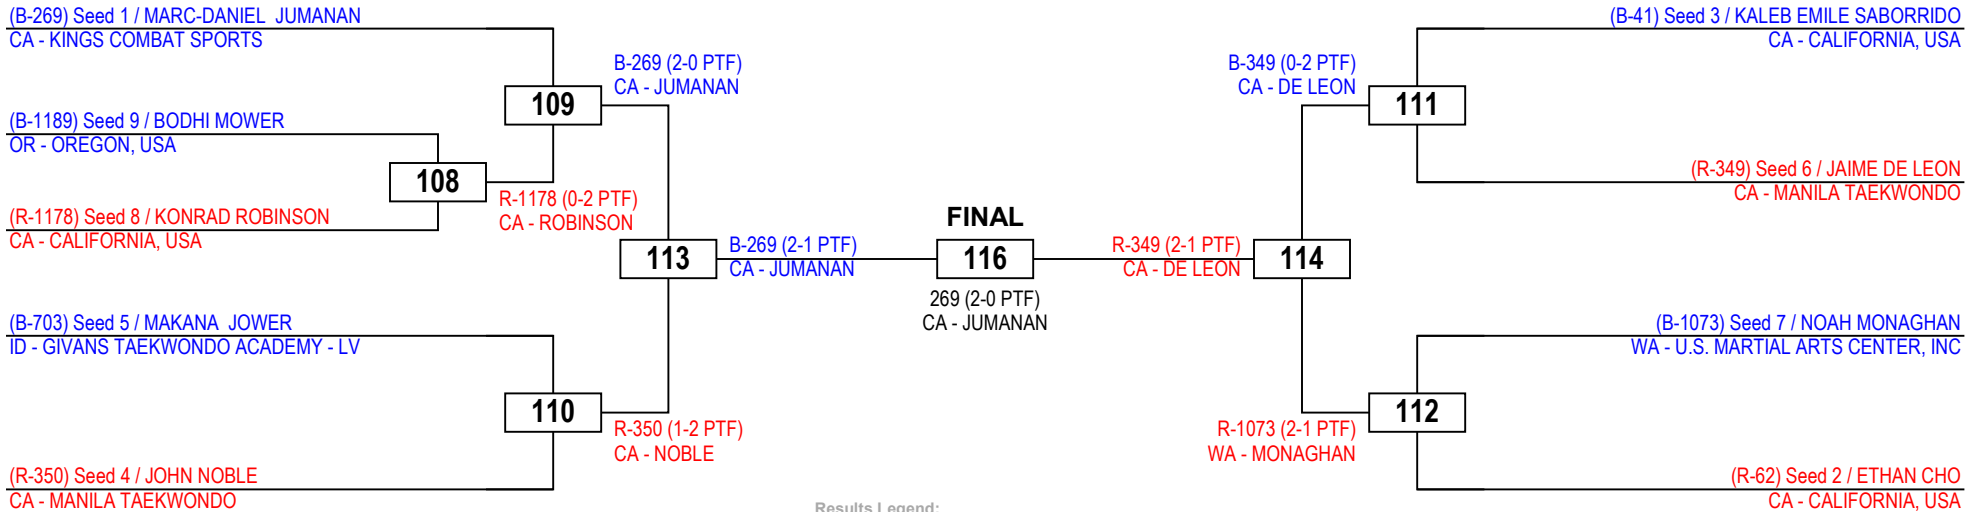 (B-269) Seed 1 / MARC-DANIEL  JUMANAN
CA - KINGS COMBAT SPORTS
B-269 (2-0 PTF)
CA - JUMANAN
109
(B-1189) Seed 9 / BODHI MOWER
OR - OREGON, USA
108
R-1178 (0-2 PTF)
CA - ROBINSON
(R-1178) Seed 8 / KONRAD ROBINSON
CA - CALIFORNIA, USA
113
B-269 (2-1 PTF)
CA - JUMANAN
(B-703) Seed 5 / MAKANA  JOWER
ID - GIVANS TAEKWONDO ACADEMY - LV
110
R-350 (1-2 PTF)
CA - NOBLE
(R-350) Seed 4 / JOHN NOBLE
CA - MANILA TAEKWONDO
FINAL
116
269 (2-0 PTF)
CA - JUMANAN
(B-41) Seed 3 / KALEB EMILE SABORRIDO
CA - CALIFORNIA, USA
B-349 (0-2 PTF)
CA - DE LEON
111
(R-349) Seed 6 / JAIME DE LEON
CA - MANILA TAEKWONDO
R-349 (2-1 PTF)
CA - DE LEON
114
(B-1073) Seed 7 / NOAH MONAGHAN
WA - U.S. MARTIAL ARTS CENTER, INC
112
R-1073 (2-1 PTF)
WA - MONAGHAN
(R-62) Seed 2 / ETHAN CHO
CA - CALIFORNIA, USA
Results Legend: